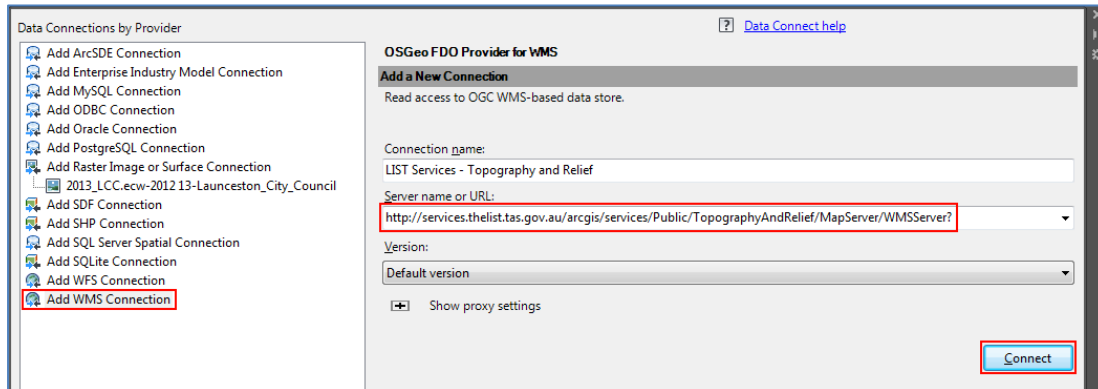 Data Connections by Provider
Add ArcSDE Connection
Add Enterprise Industry Model Connection
Add MySQL Connection
Add ODBC Connection
Add Oracle Connection
Add PostgreSQL Connection
Add Raster Image or Surface Connection
2013_LCC.ecw-2012 13-Launceston_City_Council
Add SDF Connection
Add SHP Connection
Add SQL Server Spatial Connection
Add SQLite Connection
Add WFS Connection
Add WMS Connection
? Data Connect help
OSGeo FDO Provider for WMS
Add a New Connection
Read access to OGC WMS-based data store.
Connection name:
LIST Services - Topography and Relief
Server name or URL:
http://services.thelist.tas.gov.au/arcgis/services/Public/TopographyAndRelief/MapServer/WMSServer?
Version:
Default version
Show proxy settings
Connect